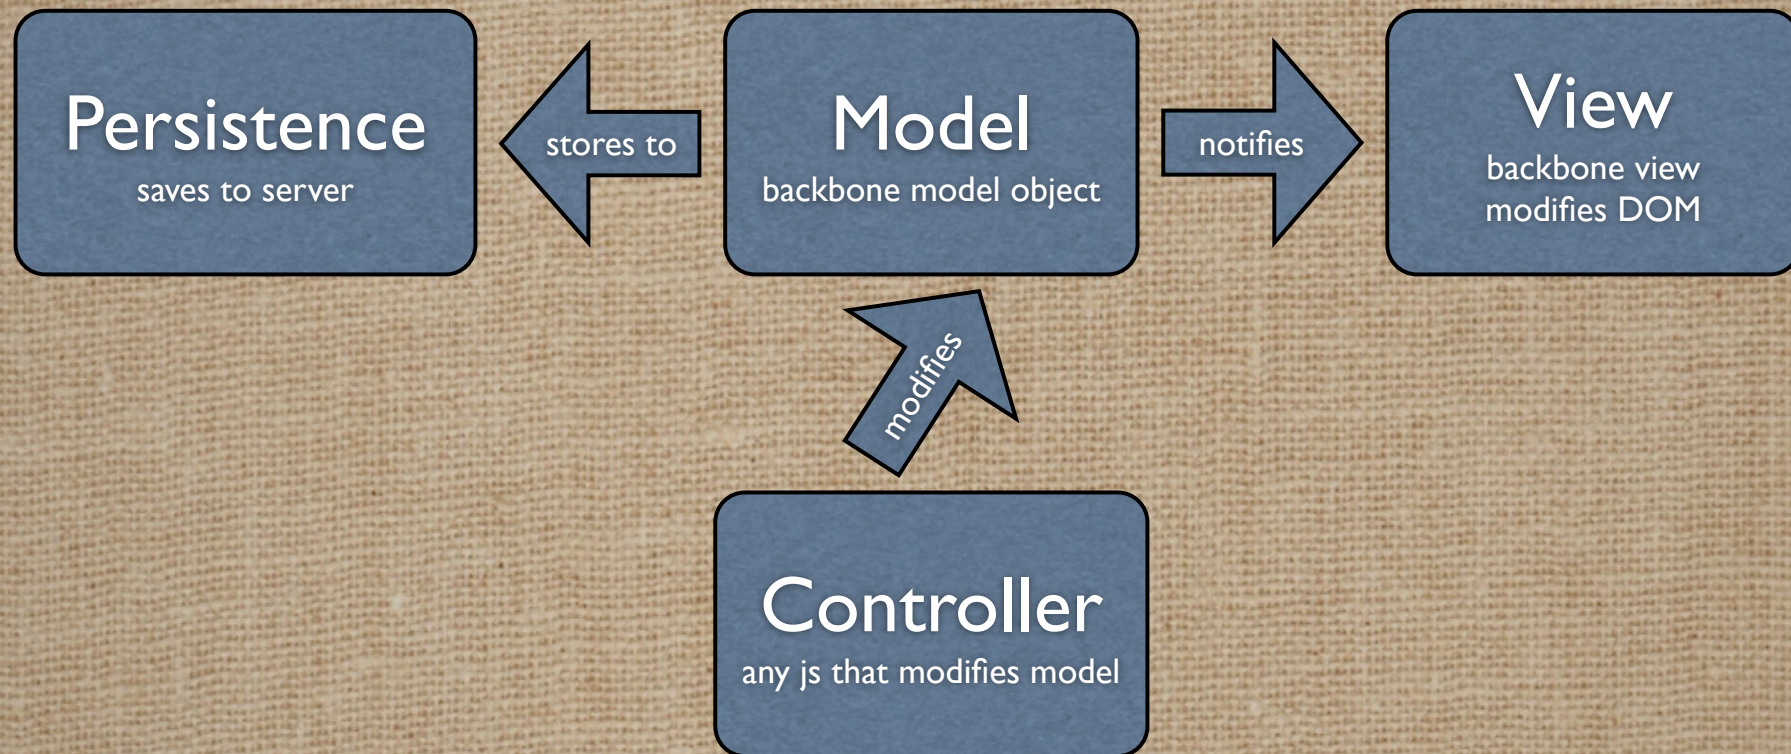 Persistence
saves to server
stores to
Model
backbone model object
notifies
View
backbone view
modifies DOM
modifies
Controller
any js that modifies model